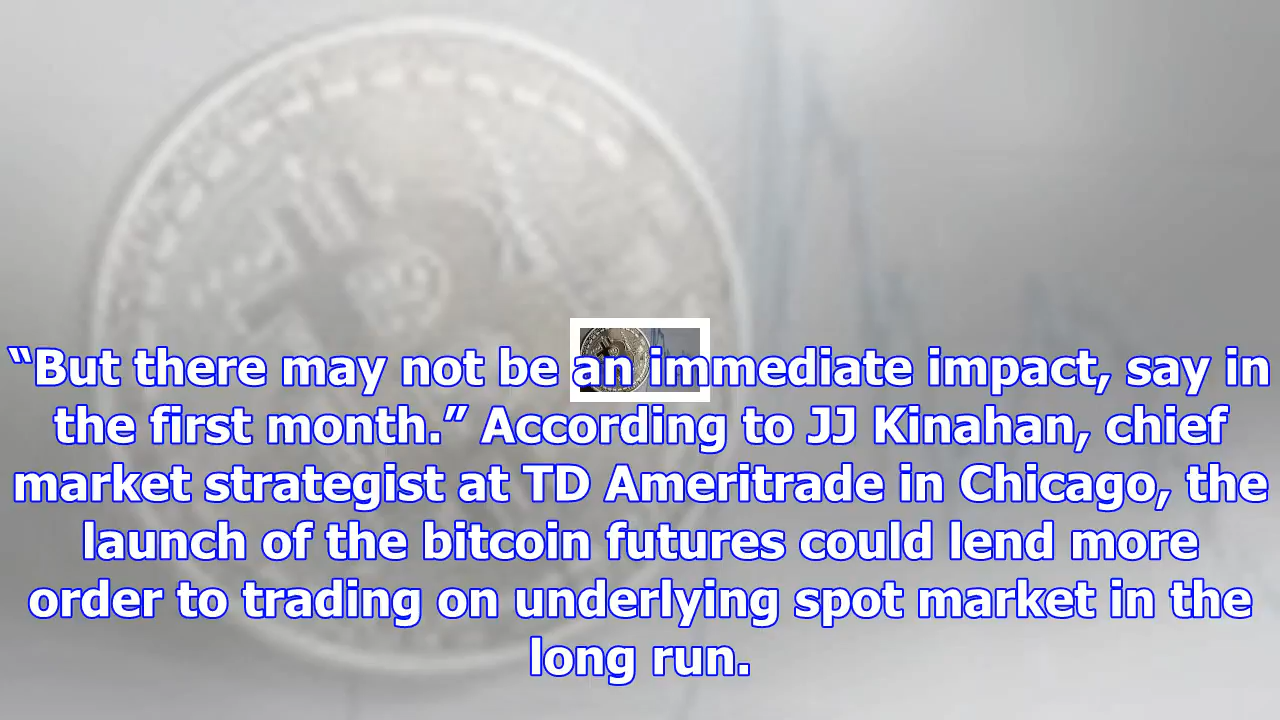 “But there may not be an immediate impact, say in
the first month.” According to JJ Kinahan, chief
market strategist at TD Ameritrade in Chicago, the
launch of the bitcoin futures could lend more
order to trading on underlying spot market in the
long run.